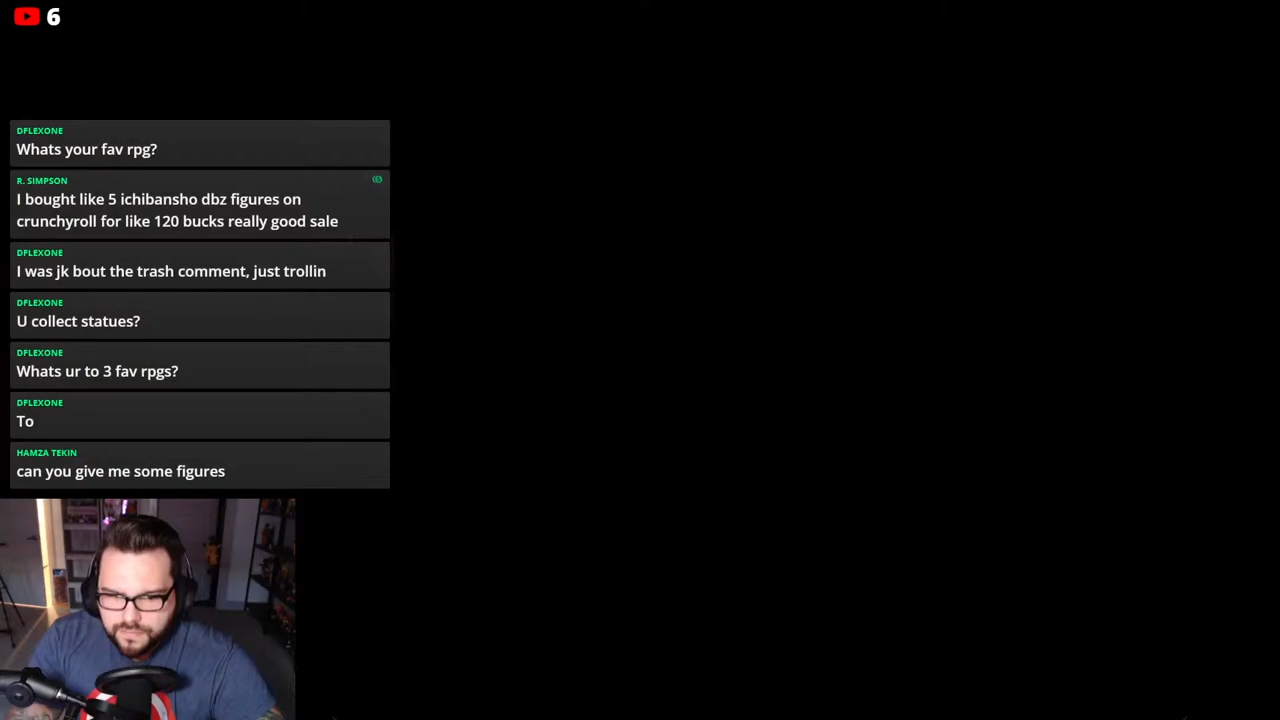 6
DFLEXONE
Whats your fav rpg?
R. SIMPSON
I bought like 5 ichibansho dbz figures on
crunchyroll for like 120 bucks really good sale
DFLEXONE
I was jk bout the trash comment, just trollin
DFLEXONE
U collect statues?
DFLEXONE
Whats ur to 3 fav rpgs?
DFLEXONE
To
HAMZA TEKIN
can you give me some figures